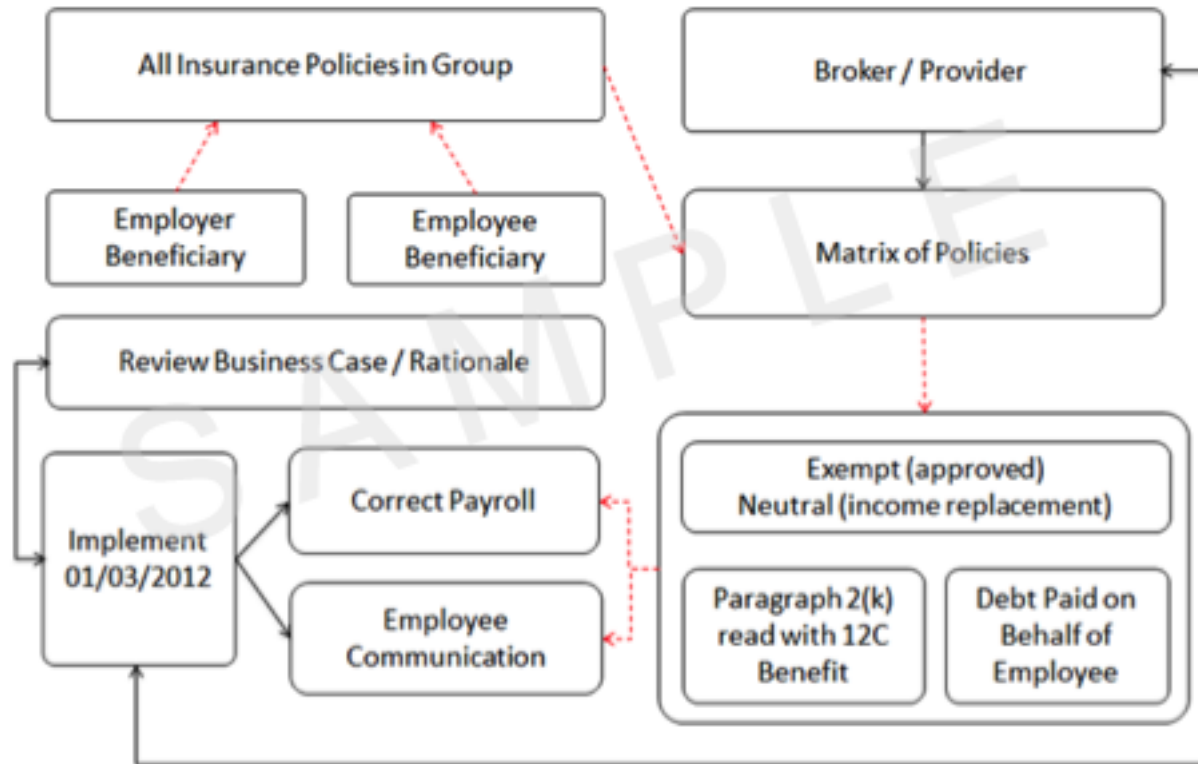 All Insurance Policies in Group
Broker / Provider
Employer
Beneficiary
Employee
Beneficiary
Matrix of Policies
Review Business Case / Rationale
Implement
01/03/2012
Correct Payroll
Employee
Communication
Exempt (approved)
Neutral (income replacement)
Paragraph 2(k)
read with 12C
Benefit
Debt Paid on
Behalf of
Employee
SAMPLE